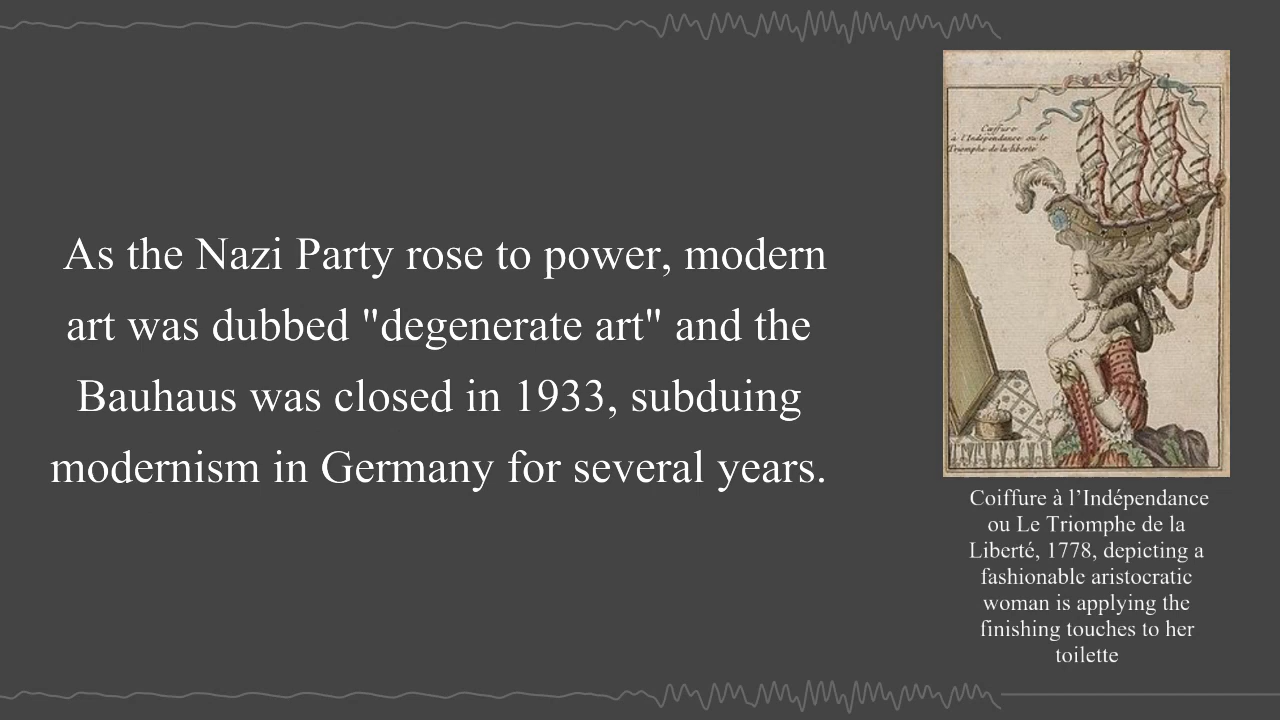 As the Nazi Party rose to power, modern
art was dubbed "degenerate art" and the
Bauhaus was closed in 1933, subduing
modernism in Germany for several years.
Coiffure
à l'Indépendance ou le
Triomphe de la liberté
Coiffure à l’Indépendance
ou Le Triomphe de la
Liberté, 1778, depicting a
fashionable aristocratic
woman is applying the
finishing touches to her
toilette